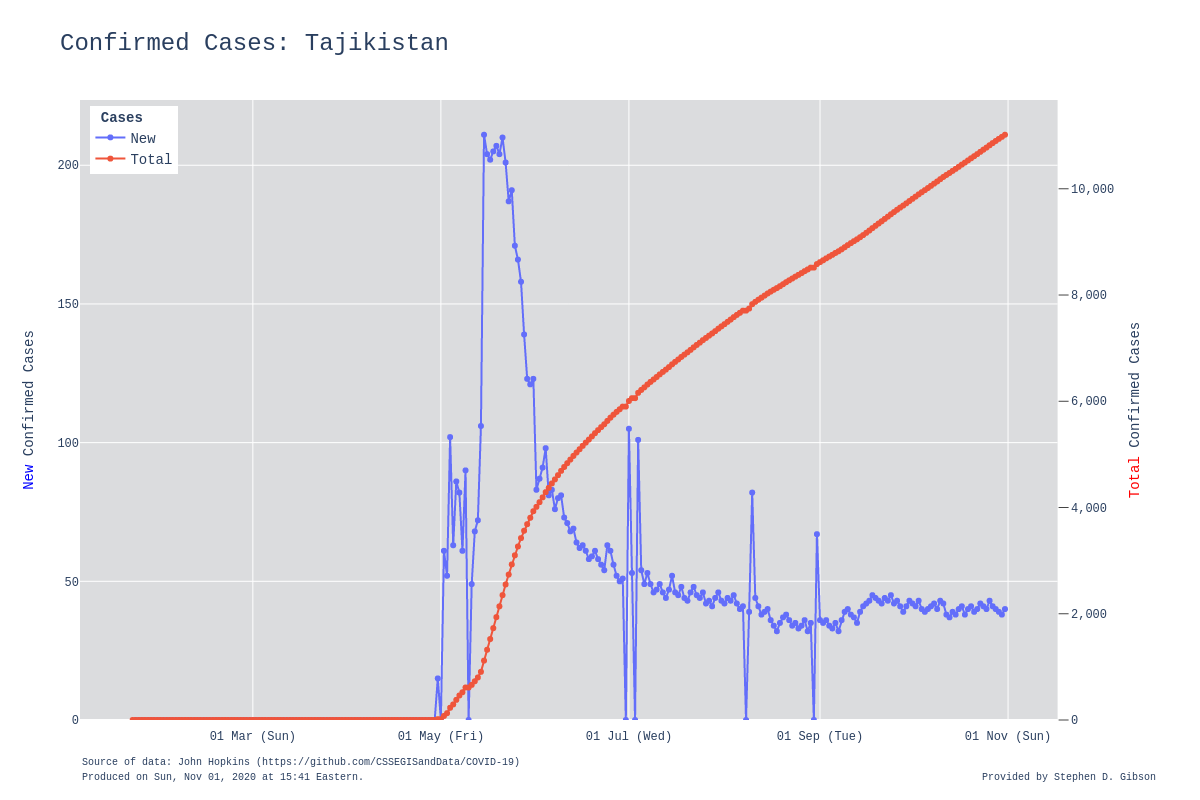 Confirmed Cases: Tajikistan
Cases
New
Total
200
150
100
50
0
10,000
8,000
6,000
4,000
2,000
0
New Confirmed Cases
Total Confirmed Cases
01 Mar (Sun)
01 May (Fri)
01 Jul (Wed)
01 Sep (Tue)
01 Nov (Sun)
Source of data: John Hopkins (https://github.com/CSSEGISandData/COVID-19)
Produced on Sun, Nov 01, 2020 at 15:41 Eastern.
Provided by Stephen D. Gibson